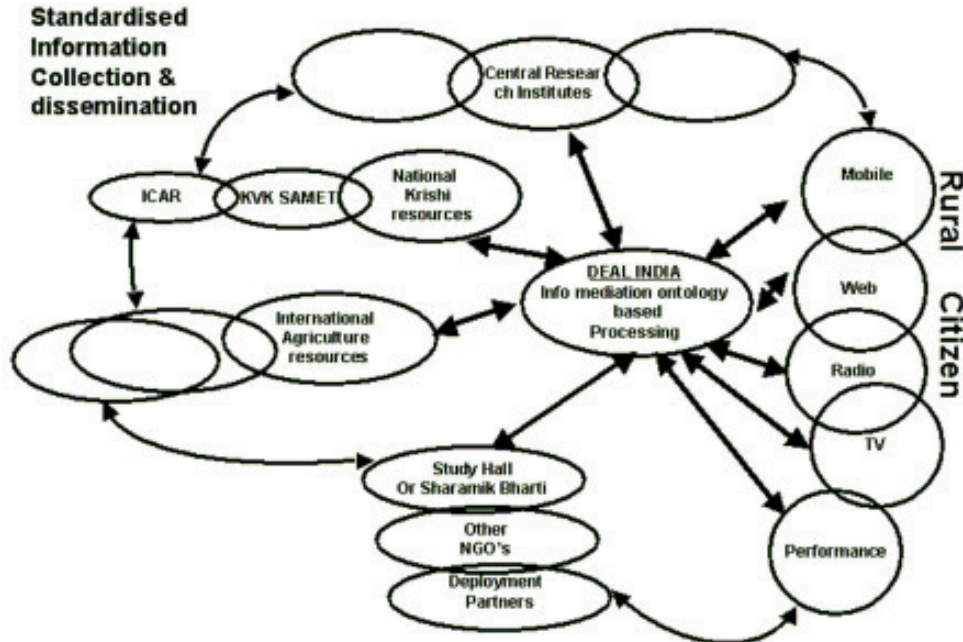 Standardised
Information
Collection &
dissemination
Central Resear
ch Institutes
ICAR
KVK SAMET
National
Krishi
resources
Mobile
Rural Citizen
DEAL INDIA
Info mediation ontology
based
Processing
Web
International
Agriculture
resources
Radio
TV
Study Hall
Or Sharamik Bharti
Other
NGO's
Performance
Deployment
Partners